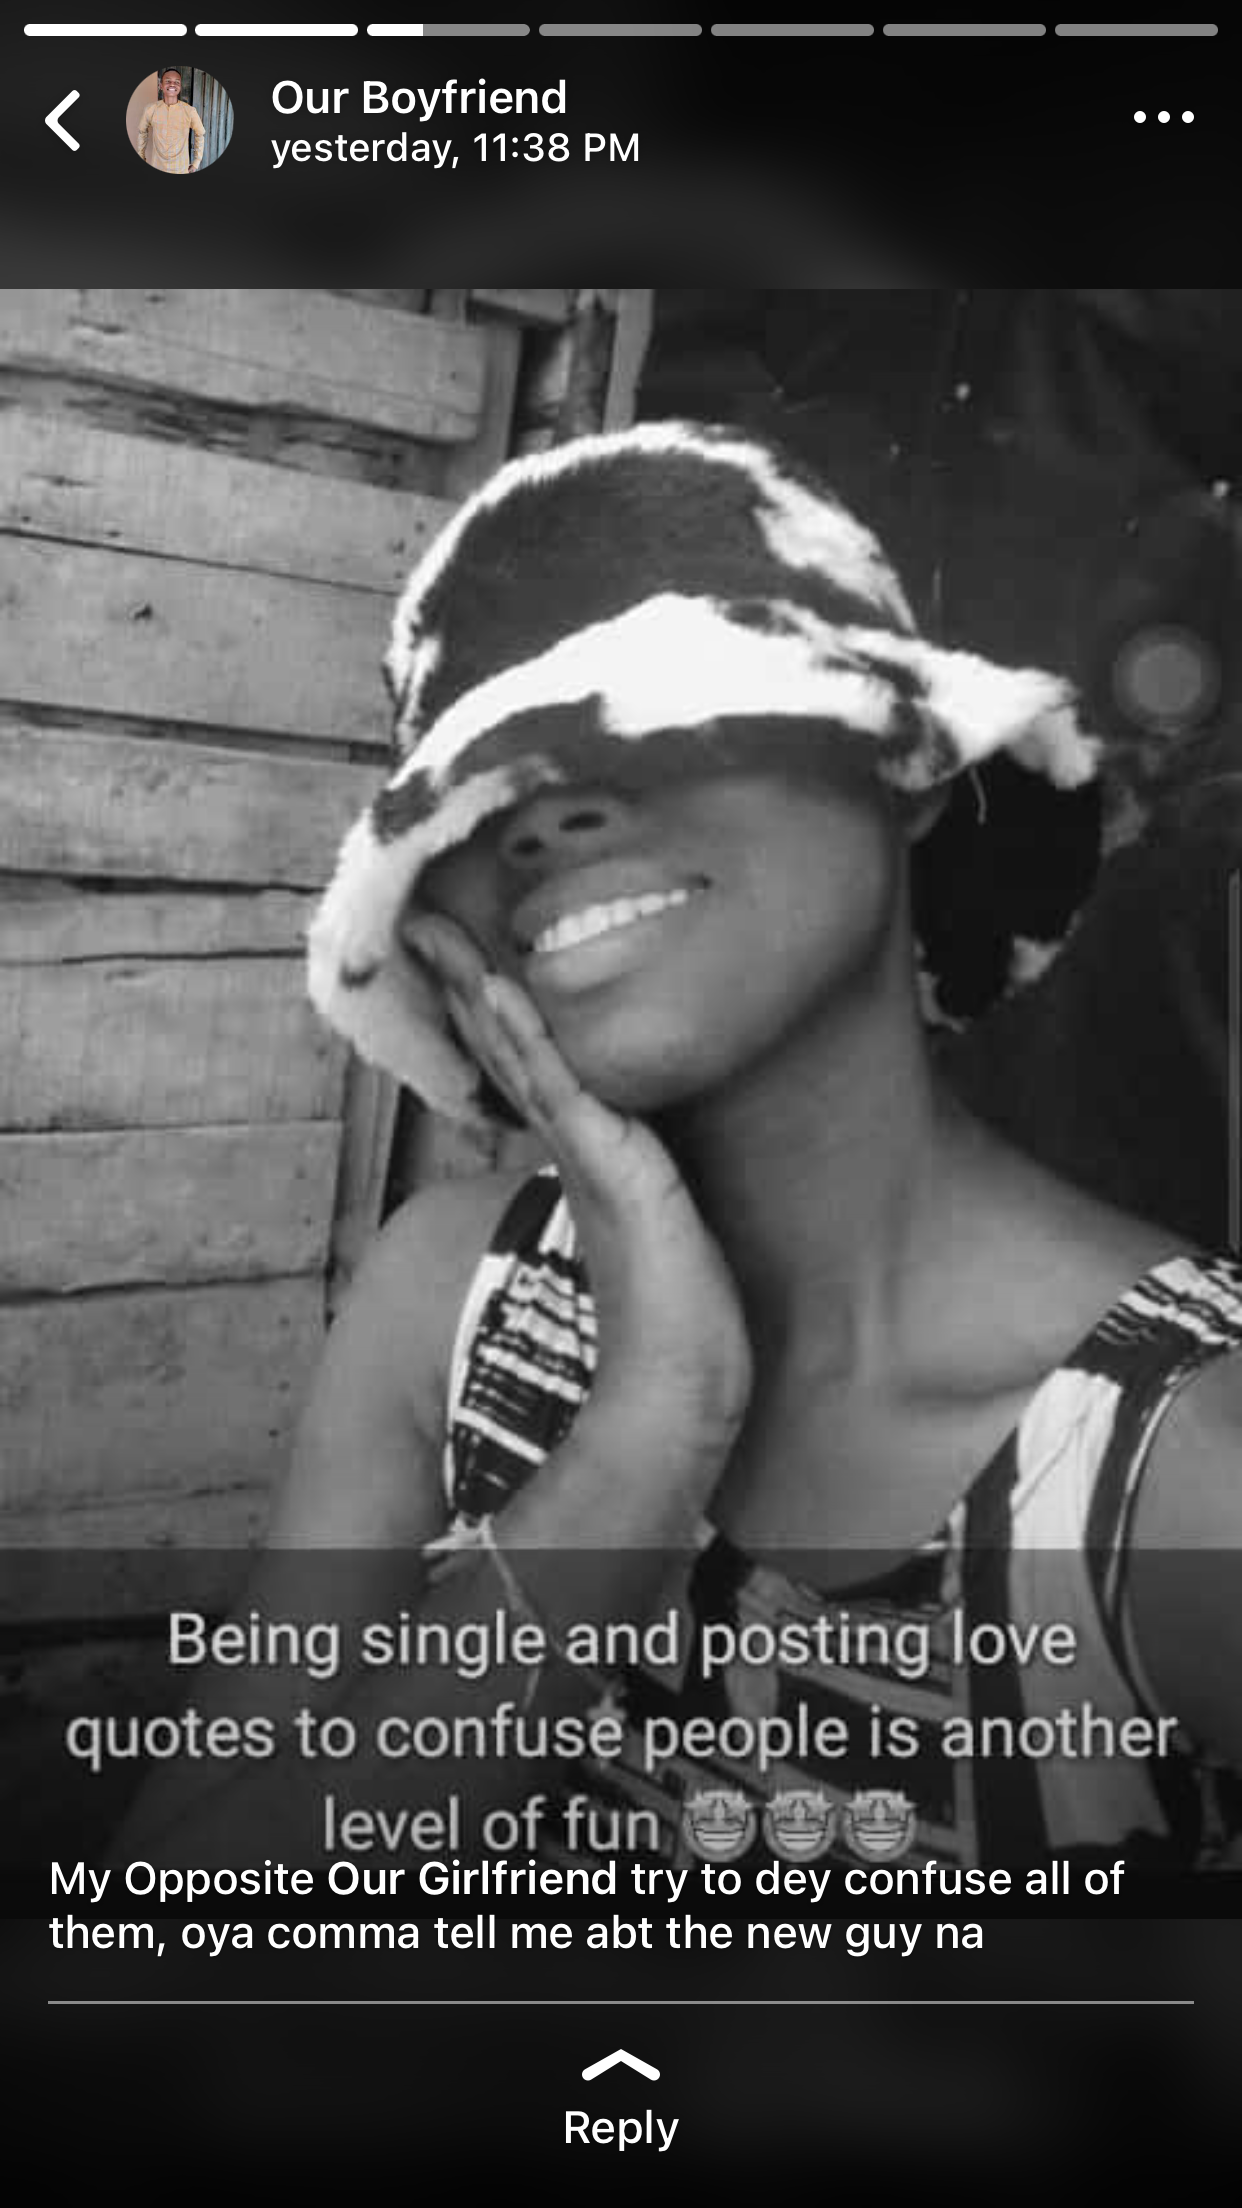 Our Boyfriend
yesterday, 11:38 PM
Being single and posting love
quotes to confuse people is another
level of fun 🤩🤩🤩
My Opposite Our Girlfriend try to dey confuse all of
them, oya comma tell me abt the new guy na
Reply